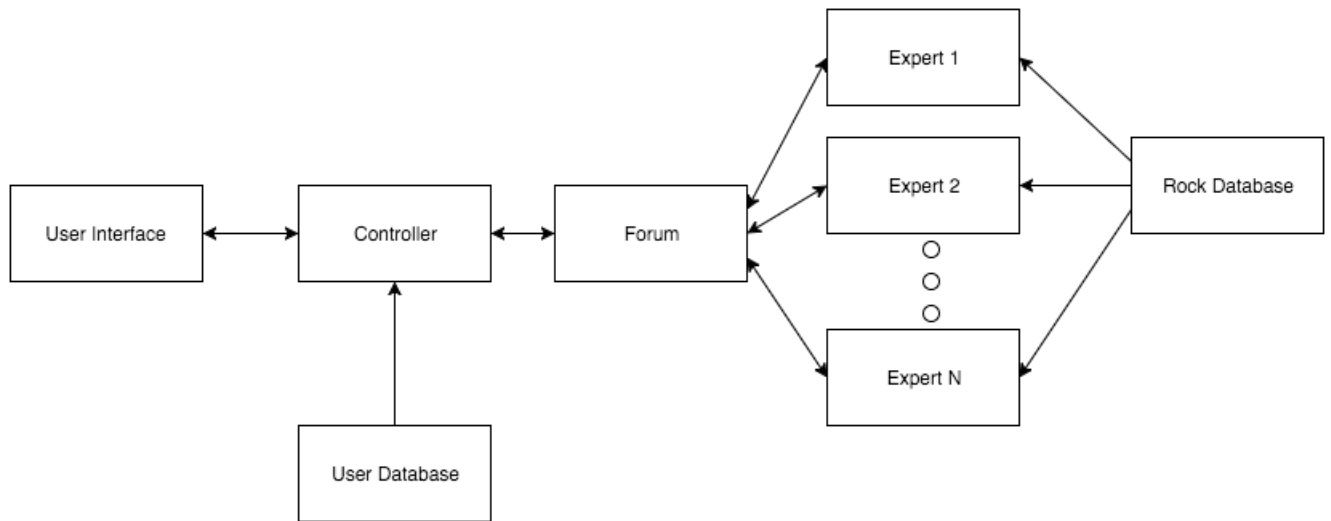 Expert 1
Expert 2
Rock Database
User Interface
Controller
Forum
Expert N
User Database